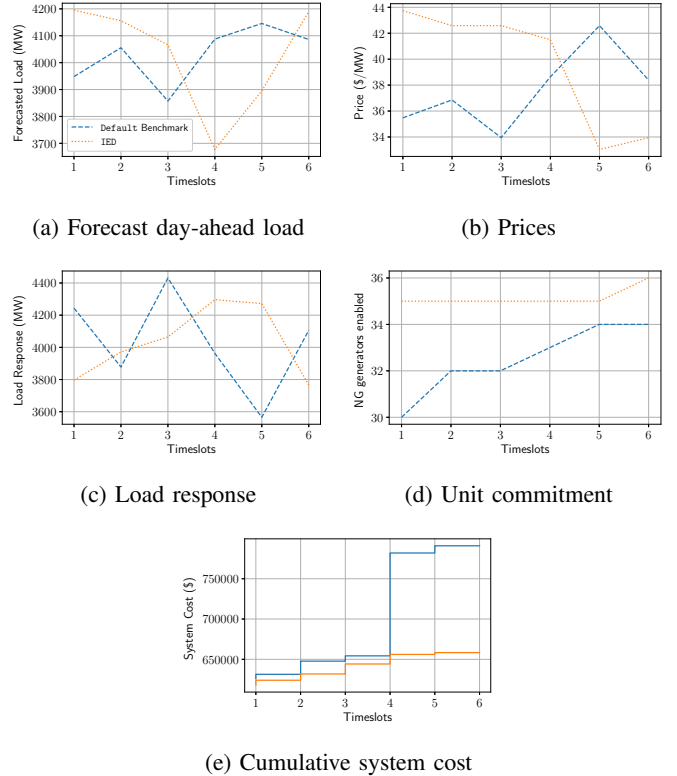 4200
4100
4000
3900
3800
3700
Forecasted Load (MW)
Default Benchmark
IED
1 2 3 4 5 6
Timeslots
(a) Forecast day-ahead load
44
42
40
38
36
34
Price ($/MW)
1 2 3 4 5 6
Timeslots
(b) Prices
4400
4200
4000
3800
3600
Load Response (MW)
1 2 3 4 5 6
Timeslots
(c) Load response
36
34
32
30
NG generators enabled
1 2 3 4 5 6
Timeslots
(d) Unit commitment
750000
700000
650000
System Cost ($)
1 2 3 4 5 6
Timeslots
(e) Cumulative system cost